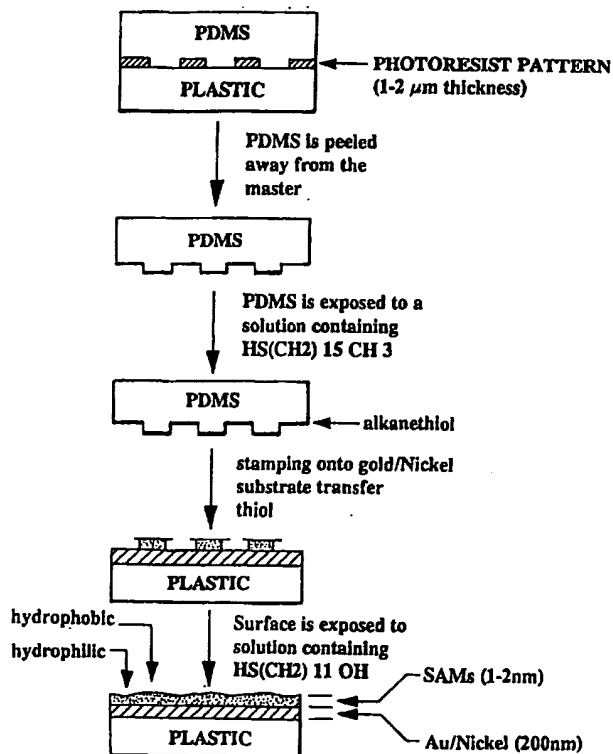 PDMS
PHOTORESIST PATTERN
(1-2 μm thickness)
PLASTIC
PDMS is peeled
away from the
master
PDMS
PDMS is exposed to a
solution containing
HS(CH2) 15 CH 3
PDMS
alkanethiol
stamping onto gold/Nickel
substrate transfer
thiol
PLASTIC
hydrophobic
hydrophilic
Surface is exposed to
solution containing
HS(CH2) 11 OH
SAMs (1-2nm)
Au/Nickel (200nm)
PLASTIC